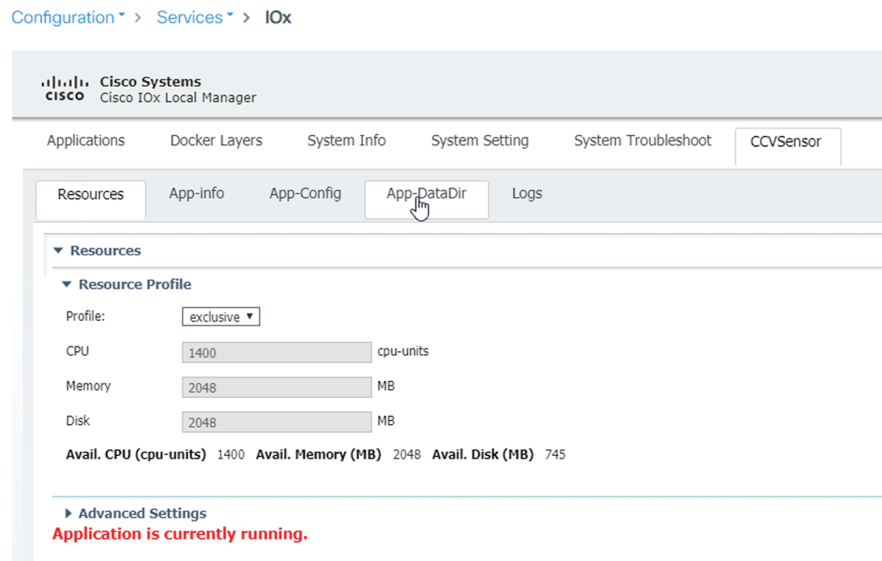 Configuration > Services > IOx
Cisco Systems
CISCO Cisco IOx Local Manager
Applications Docker Layers System Info System Setting System Troubleshoot CCVSensor
Resources App-info App-Config App-DataDir Logs
Resources
Resource Profile
Profile: exclusive
CPU 1400 cpu-units
Memory 2048 MB
Disk 2048 MB
Avail. CPU (cpu-units) 1400 Avail. Memory (MB) 2048 Avail. Disk (MB) 745
Advanced Settings
Application is currently running.